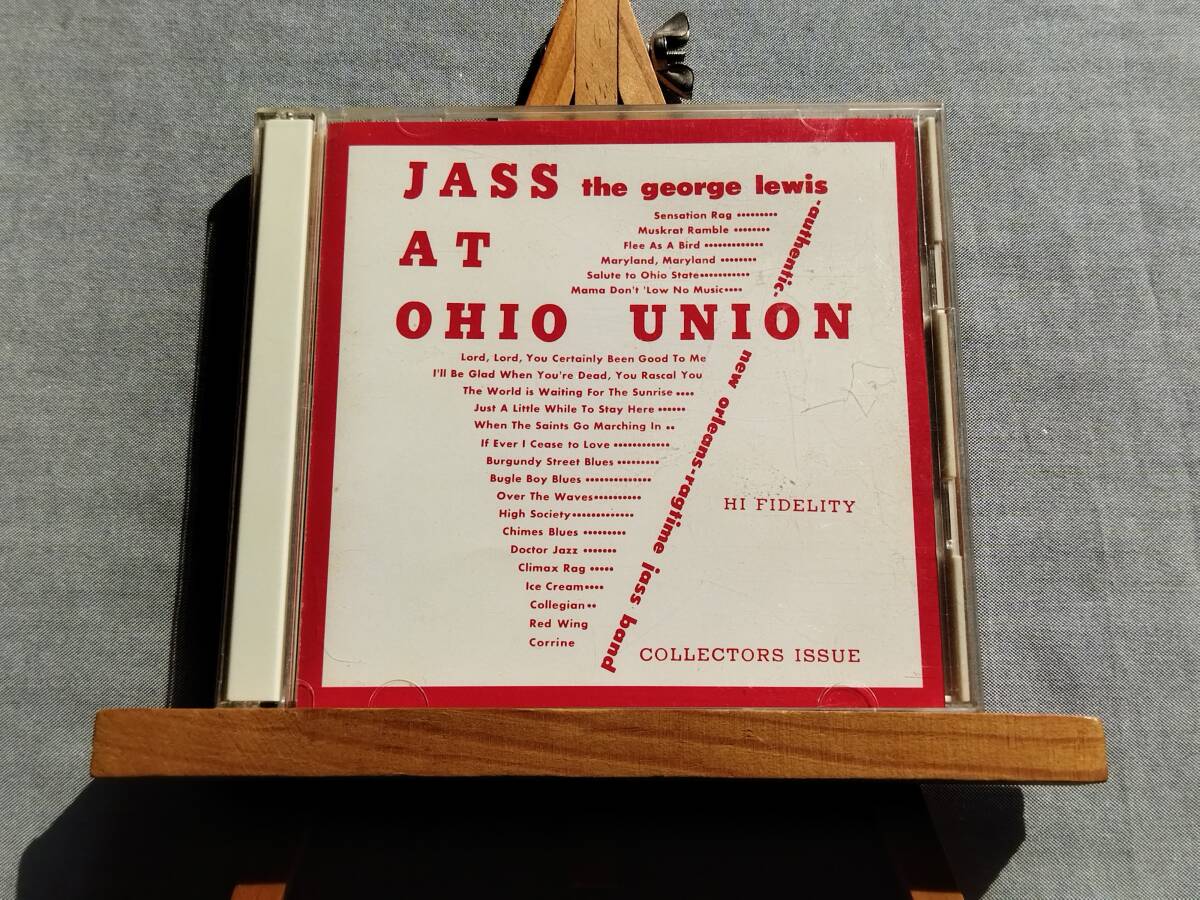 JASS the george lewis
-authentic-
Sensation Rag ·········
Muskrat Ramble ········
Flee As A Bird ·············
Maryland, Maryland ········
Salute to Ohio State···········
Mama Don't 'Low No Music····
AT
OHIO UNION
new orleans-ragtime jass band
Lord, Lord, You Certainly Been Good To Me
I'll Be Glad When You're Dead, You Rascal You
The World is Waiting For The Sunrise ····
Just A Little While To Stay Here ······
When The Saints Go Marching In ··
If Ever I Cease to Love ············
Burgundy Street Blues ·········
Bugle Boy Blues ··············
Over The Waves··········
High Society·············
Chimes Blues ·········
Doctor Jazz ·······
Climax Rag ·····
Ice Cream····
Collegian··
Red Wing
Corrine
HI FIDELITY
COLLECTORS ISSUE